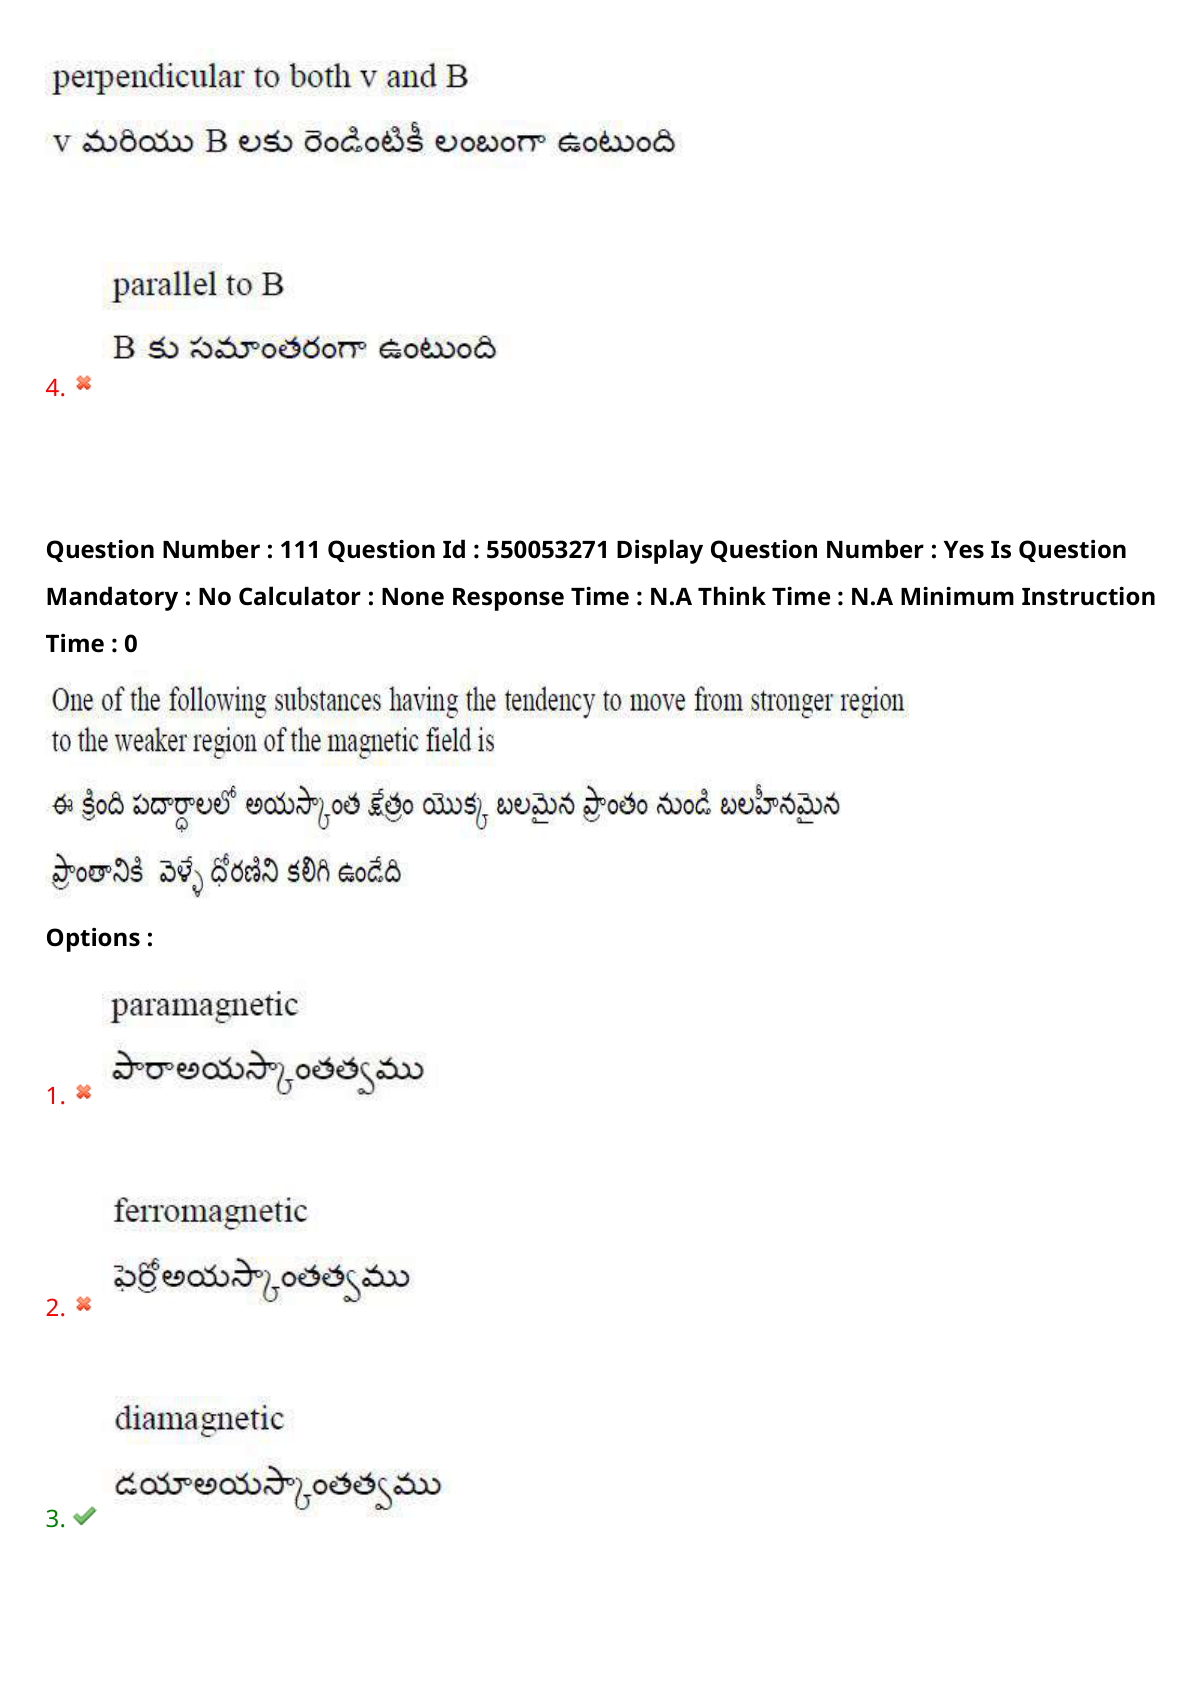 perpendicular to both v and B
v మరియు B లకు రెండింటికీ లంబంగా ఉంటుంది
parallel to B
B కు సమాంతరంగా ఉంటుంది
4.
Question Number : 111 Question Id : 550053271 Display Question Number : Yes Is Question
Mandatory : No Calculator : None Response Time : N.A Think Time : N.A Minimum Instruction
Time : 0
One of the following substances having the tendency to move from stronger region
to the weaker region of the magnetic field is
ఈ క్రింది పదార్ధాలలో అయస్కాంత క్షేత్రం యొక్క బలమైన ప్రాంతం నుండి బలహీనమైన
ప్రాంతానికి వెళ్ళే ధోరణిని కలిగి ఉండేది
Options :
paramagnetic
పారాఅయస్కాంతత్వము
1.
ferromagnetic
ఫెర్రోఅయస్కాంతత్వము
2.
diamagnetic
డయాఅయస్కాంతత్వము
3.